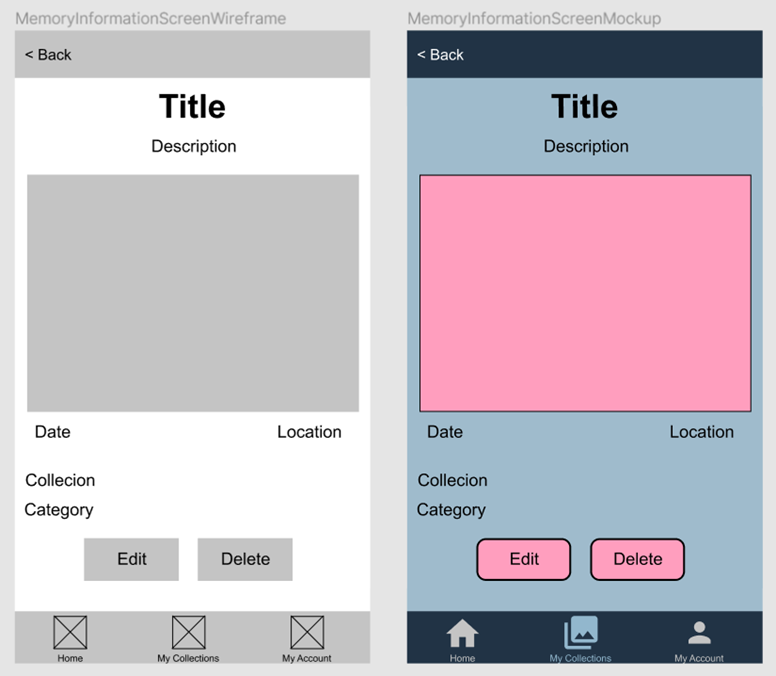 MemoryInformationScreenWireframe
< Back
Title
Description
Date Location
Collecion
Category
Edit Delete
Home My Collections My Account
MemoryInformationScreenMockup
< Back
Title
Description
Date Location
Collecion
Category
Edit Delete
Home My Collections My Account